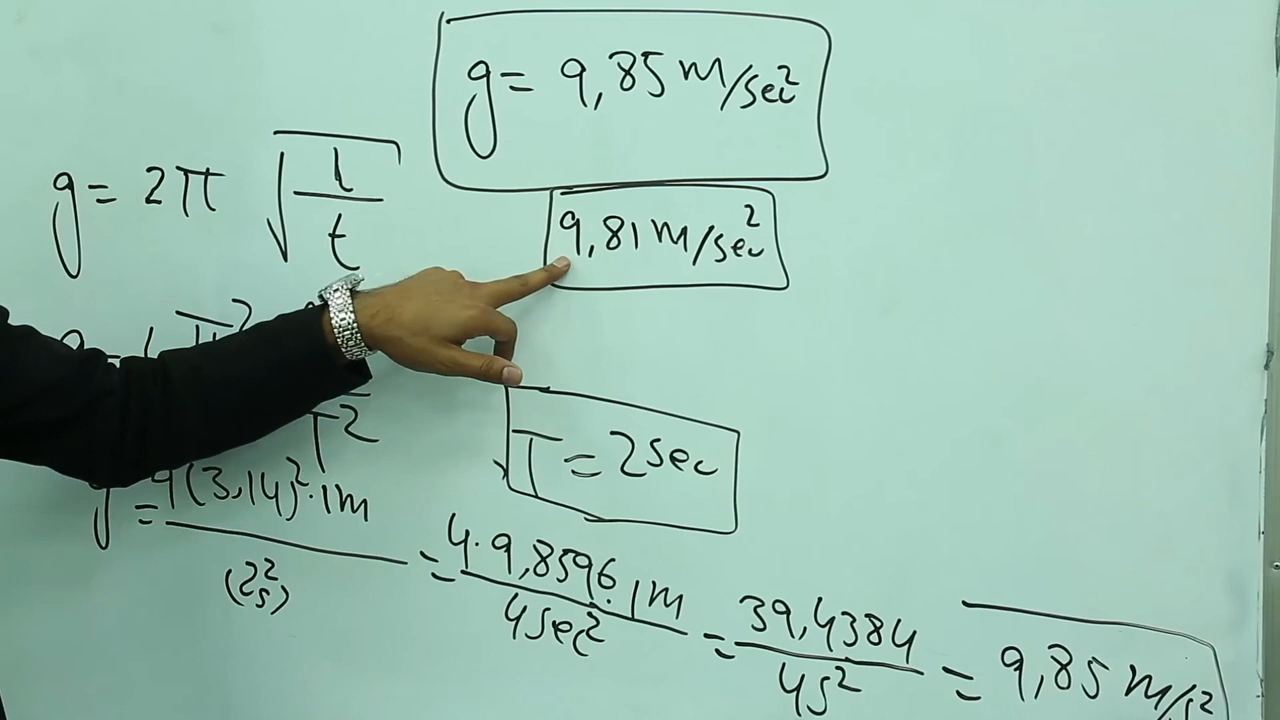 g = 9,85 m/sec²
g = 2π √(l/t)
9,81 m/sec²
T²
T = 2sec
g = 4(3,14)²·1m / (2s)² = 4·9,8596·1m / 4sec² = 39,4384 / 4s² = 9,85 m/s²